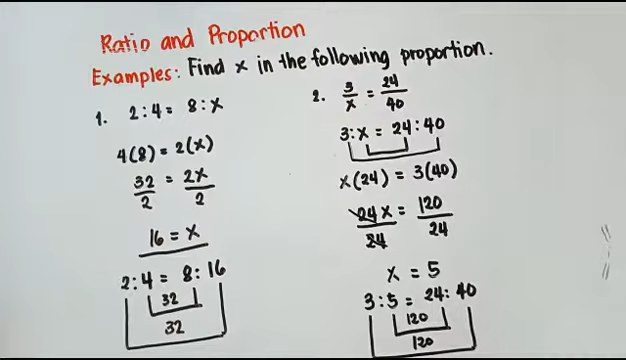 Ratio and Proportion
Examples: Find x in the following proportion.
1. 2:4 = 8:x
4(8) = 2(x)
32/2 = 2x/2
16 = x
2:4 = 8:16
32
32
2. 3/x = 24/40
3:x = 24:40
x(24) = 3(40)
24x/24 = 120/24
x = 5
3:5 = 24:40
120
120